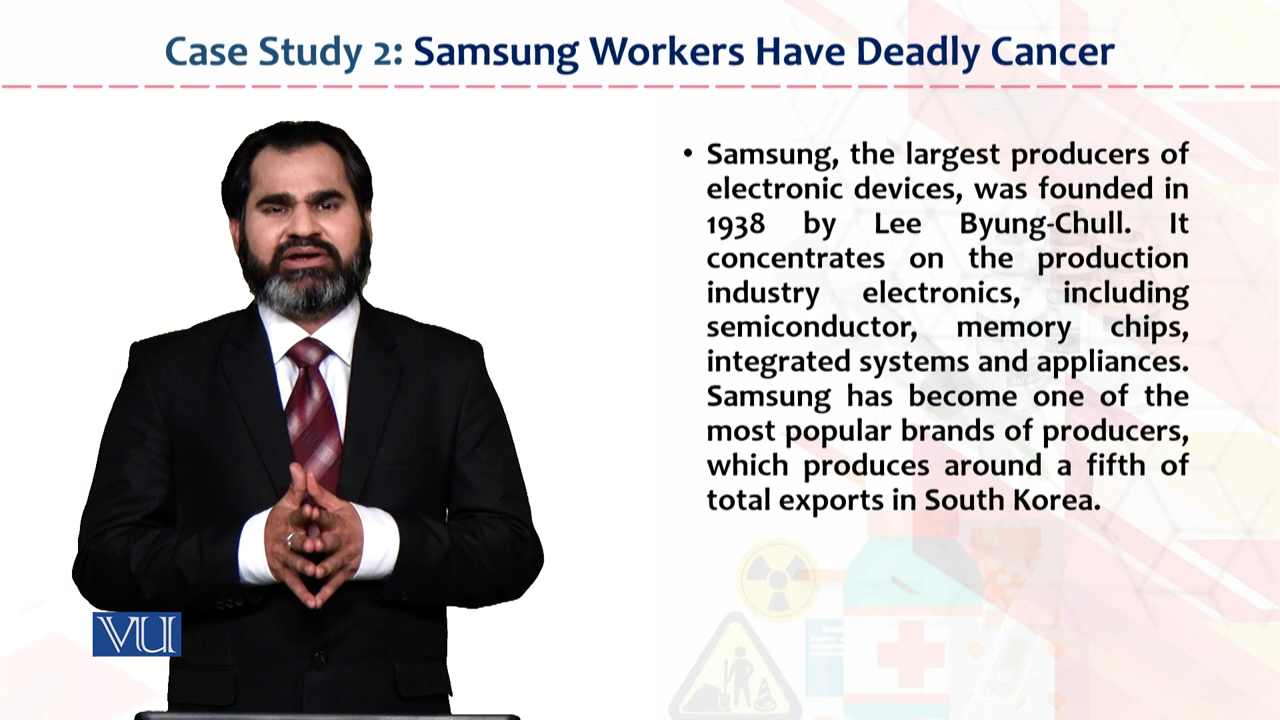 Case Study 2: Samsung Workers Have Deadly Cancer
• Samsung, the largest producers of
electronic devices, was founded in
1938 by Lee Byung-Chull. It
concentrates on the production
industry electronics, including
semiconductor, memory chips,
integrated systems and appliances.
Samsung has become one of the
most popular brands of producers,
which produces around a fifth of
total exports in South Korea.
VU